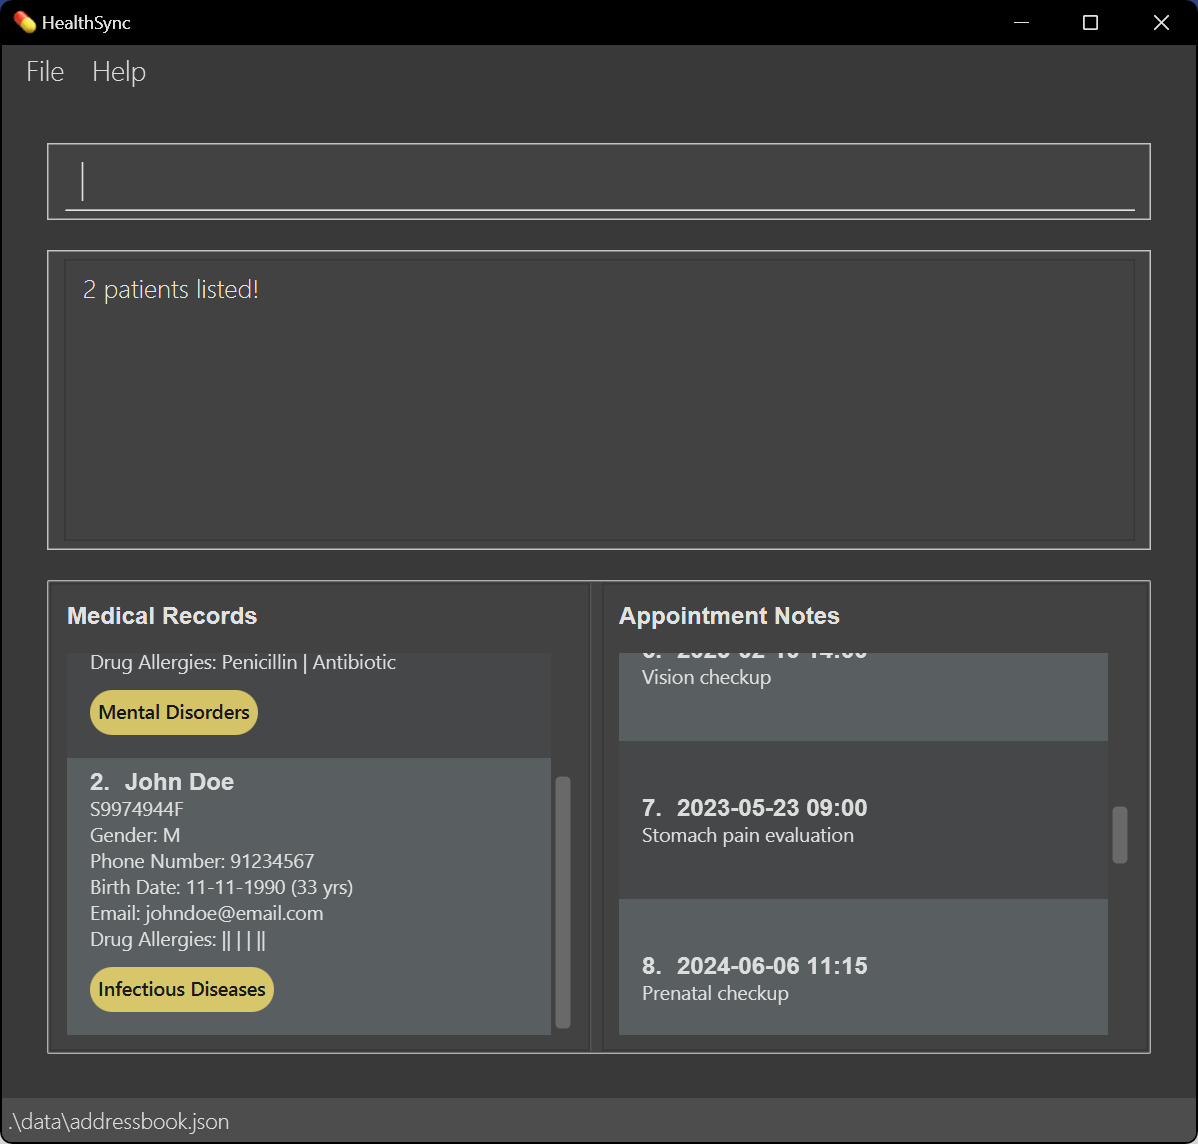 HealthSync
File Help
2 patients listed!
Medical Records
Drug Allergies: Penicillin | Antibiotic
Mental Disorders
2. John Doe
S9974944F
Gender: M
Phone Number: 91234567
Birth Date: 11-11-1990 (33 yrs)
Email: johndoe@email.com
Drug Allergies: || | | ||
Infectious Diseases
Appointment Notes
Vision checkup
7. 2023-05-23 09:00
Stomach pain evaluation
8. 2024-06-06 11:15
Prenatal checkup
.\data\addressbook.json